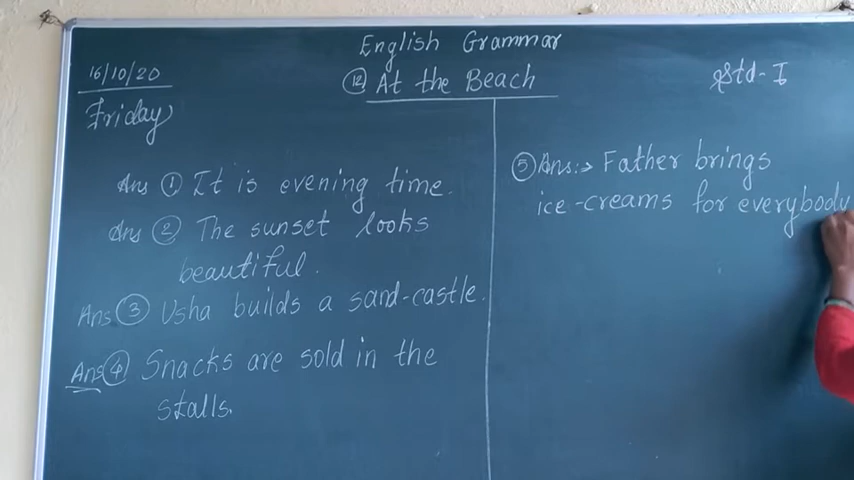 English Grammar
16/10/20
⑫ At the Beach
Std-I
Friday
Ans ① It is evening time.
Ans ② The sunset looks
beautiful.
Ans ③ Usha builds a sand-castle.
Ans ④ Snacks are sold in the
stalls.
⑤ Ans:→ Father brings
ice-creams for everybody